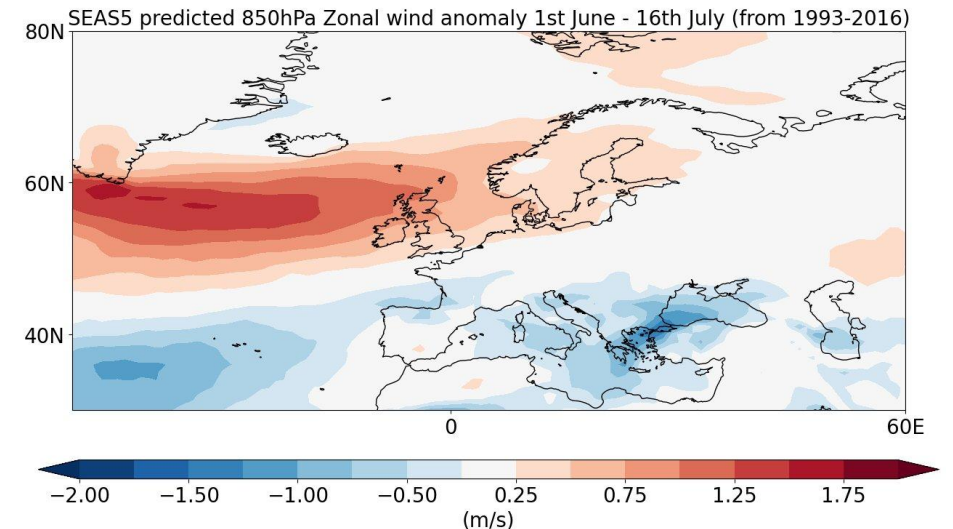 SEAS5 predicted 850hPa Zonal wind anomaly 1st June - 16th July (from 1993-2016)
80N
60N
40N
0 60E
−2.00 −1.50 −1.00 −0.50 0.25 0.75 1.25 1.75
(m/s)